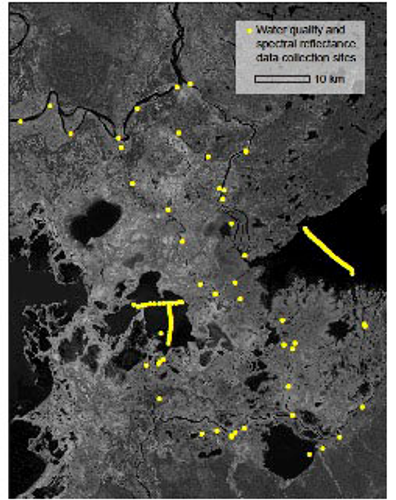 Water quality and
spectral reflectance
data collection sites
10 km